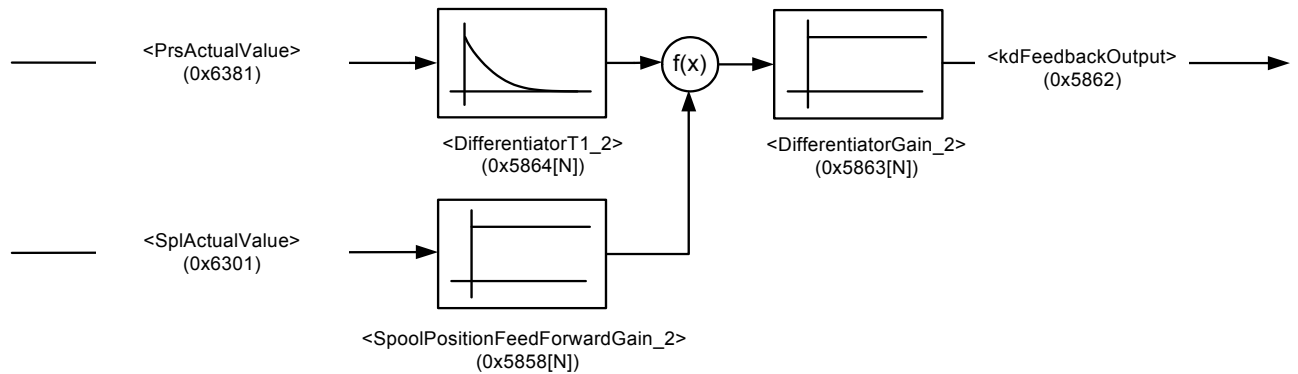 <PrsActualValue>
(0x6381)
<DifferentiatorT1_2>
(0x5864[N])
f(x)
<DifferentiatorGain_2>
(0x5863[N])
<kdFeedbackOutput>
(0x5862)
<SplActualValue>
(0x6301)
<SpoolPositionFeedForwardGain_2>
(0x5858[N])